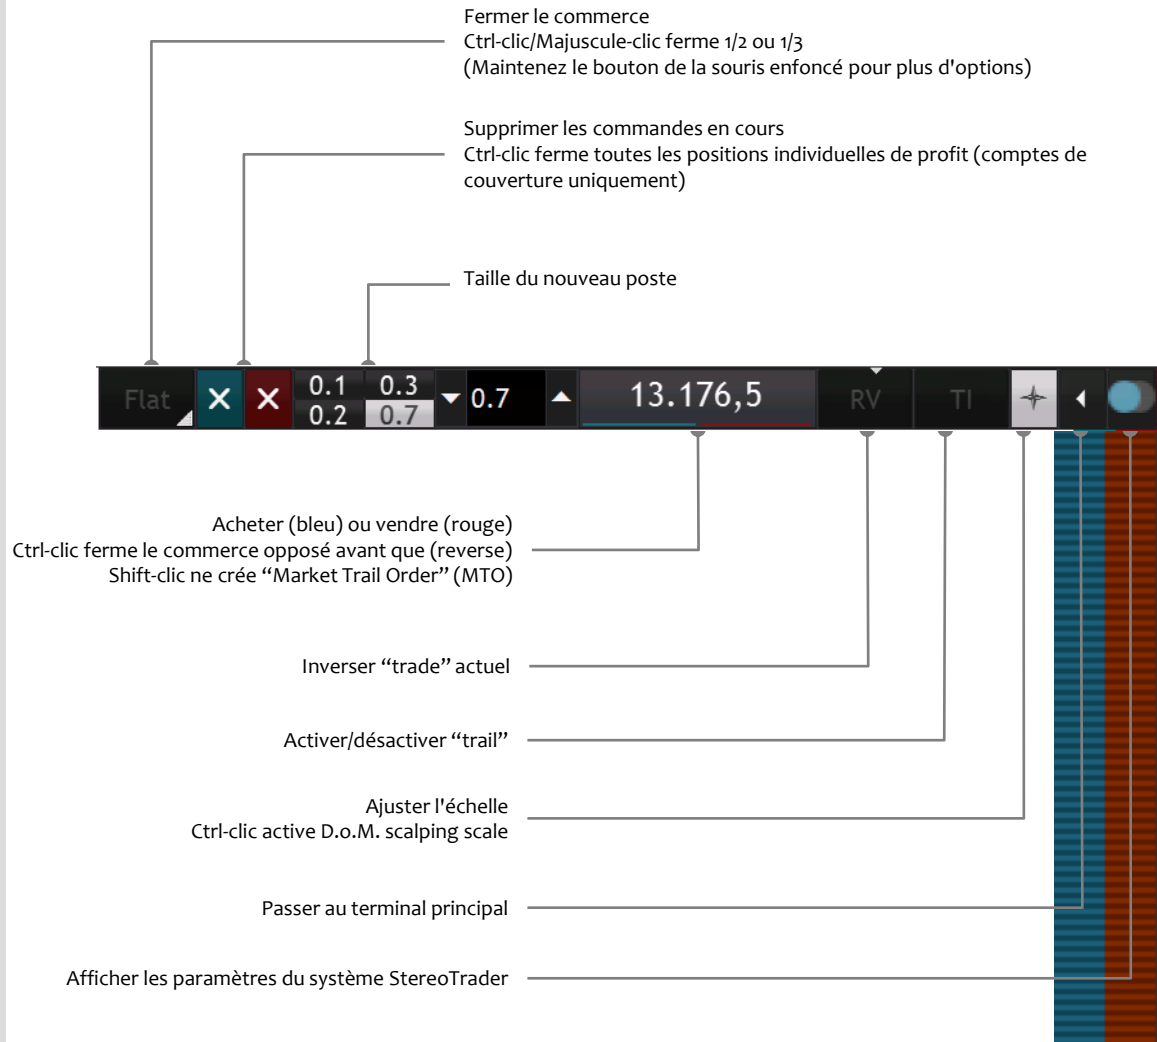 Fermer le commerce
Ctrl-clic/Majuscule-clic ferme 1/2 ou 1/3
(Maintenez le bouton de la souris enfoncé pour plus d'options)
Supprimer les commandes en cours
Ctrl-clic ferme toutes les positions individuelles de profit (comptes de
couverture uniquement)
Taille du nouveau poste
Flat
0.1 0.3
0.2 0.7
0.7
13.176,5
RV
TI
Acheter (bleu) ou vendre (rouge)
Ctrl-clic ferme le commerce opposé avant que (reverse)
Shift-clic ne crée “Market Trail Order” (MTO)
Inverser “trade” actuel
Activer/désactiver “trail”
Ajuster l'échelle
Ctrl-clic active D.o.M. scalping scale
Passer au terminal principal
Afficher les paramètres du système StereoTrader